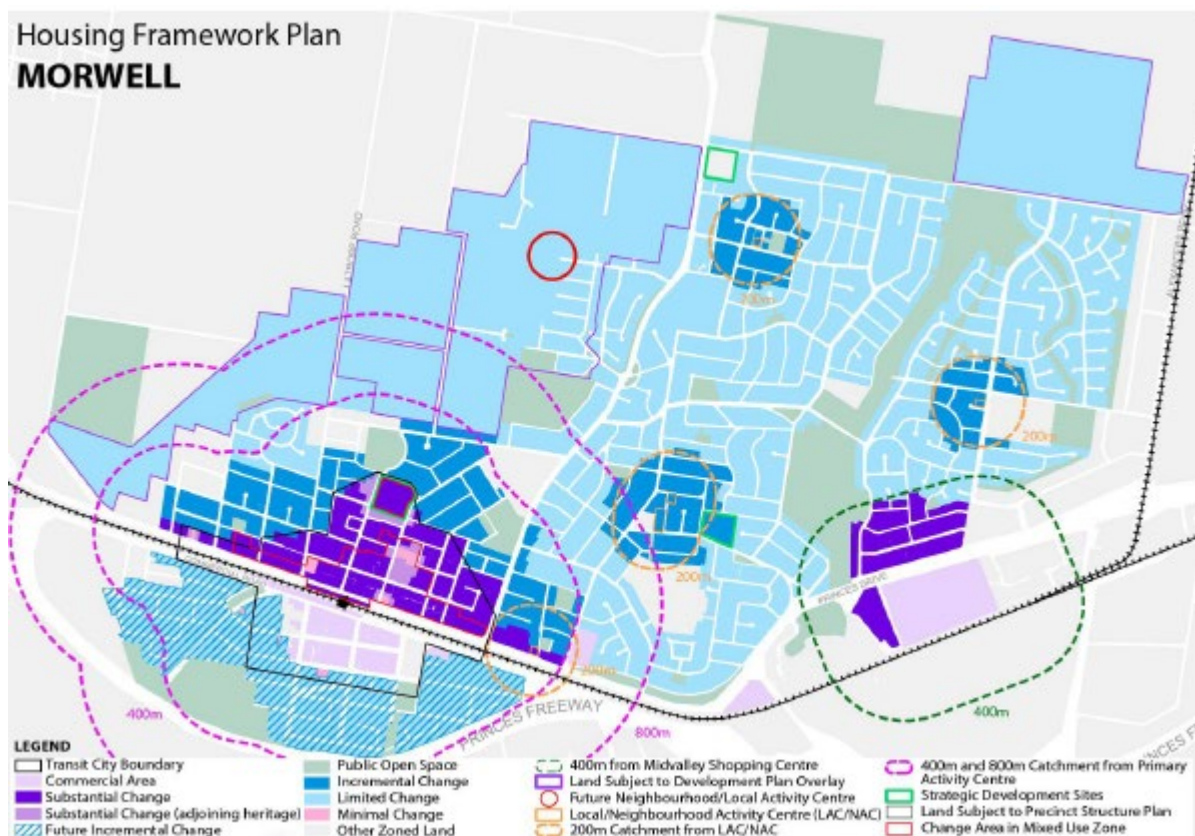 Housing Framework Plan
MORWELL
200m
200m
200m
PRINCES DRIVE
200m
400m
PRINCES FREEWAY
800m
400m
LEGEND
Transit City Boundary
Commercial Area
Substantial Change
Substantial Change (adjoining heritage)
Future Incremental Change
Public Open Space
Incremental Change
Limited Change
Minimal Change
Other Zoned Land
400m from Midvalley Shopping Centre
Land Subject to Development Plan Overlay
Future Neighbourhood/Local Activity Centre
Local/Neighbourhood Activity Centre (LAC/NAC)
200m Catchment from LAC/NAC
400m and 800m Catchment from Primary
Activity Centre
Strategic Development Sites
Land Subject to Precinct Structure Plan
Change Area in Mixed Use Zone